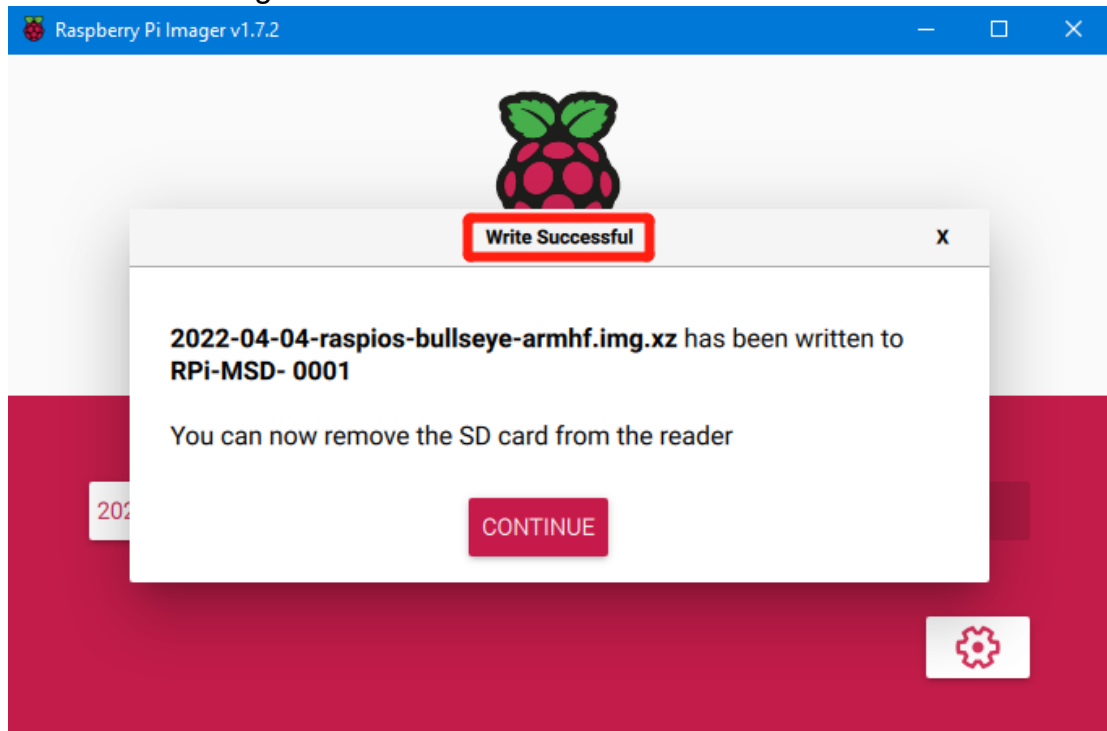 Raspberry Pi Imager v1.7.2
Write Successful
X
2022-04-04-raspios-bullseye-armhf.img.xz has been written to
RPi-MSD- 0001
You can now remove the SD card from the reader
202
CONTINUE